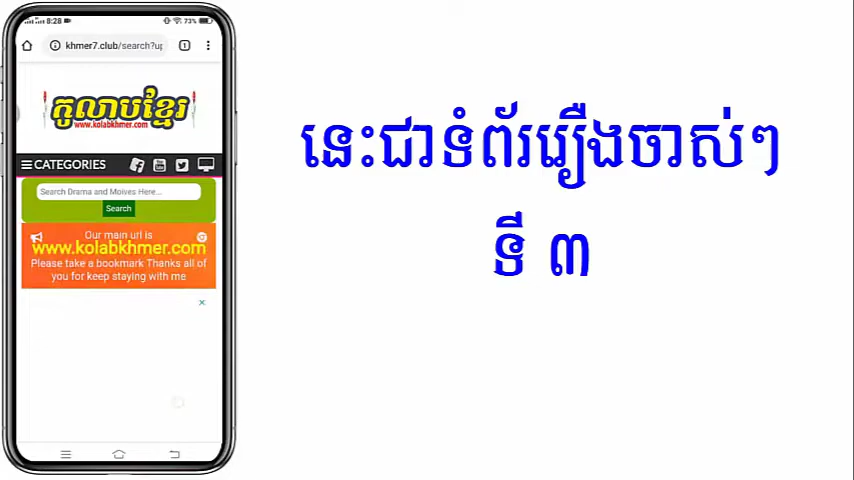 8:28
73%
khmer7.club/search?up
1
កូលាបខ្មែរ
www.kolabkhmer.com
CATEGORIES
Search Drama and Moives Here...
Search
Our main url is
www.kolabkhmer.com
Please take a bookmark Thanks all of
you for keep staying with me
នេះជាទំព័ររឿងចាស់ៗ
ទី ៣